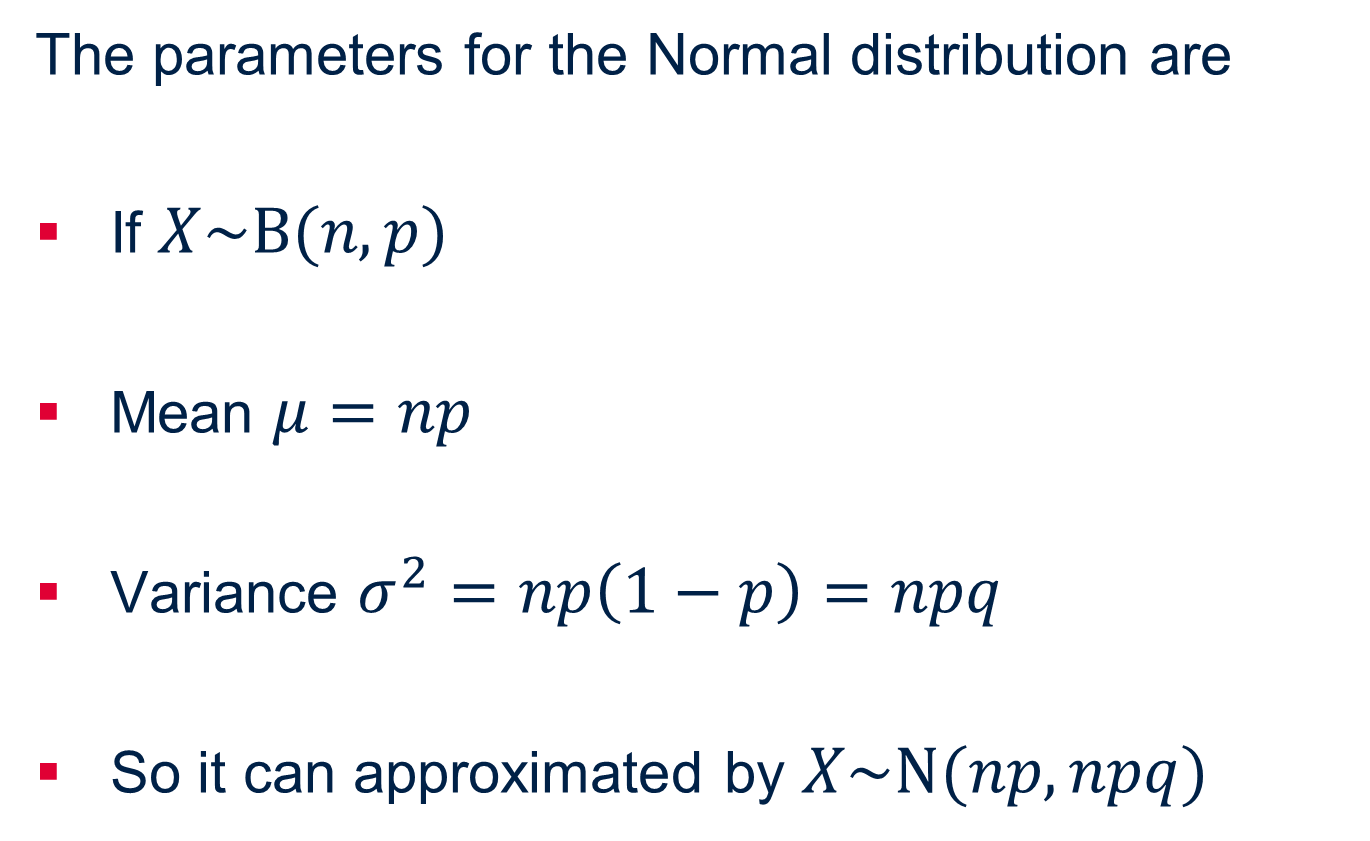 The parameters for the Normal distribution are
▪ If 𝑋~B(𝑛, 𝑝)
▪ Mean 𝜇 = 𝑛𝑝
▪ Variance 𝜎² = 𝑛𝑝(1 − 𝑝) = 𝑛𝑝𝑞
▪ So it can approximated by 𝑋~N(𝑛𝑝, 𝑛𝑝𝑞)